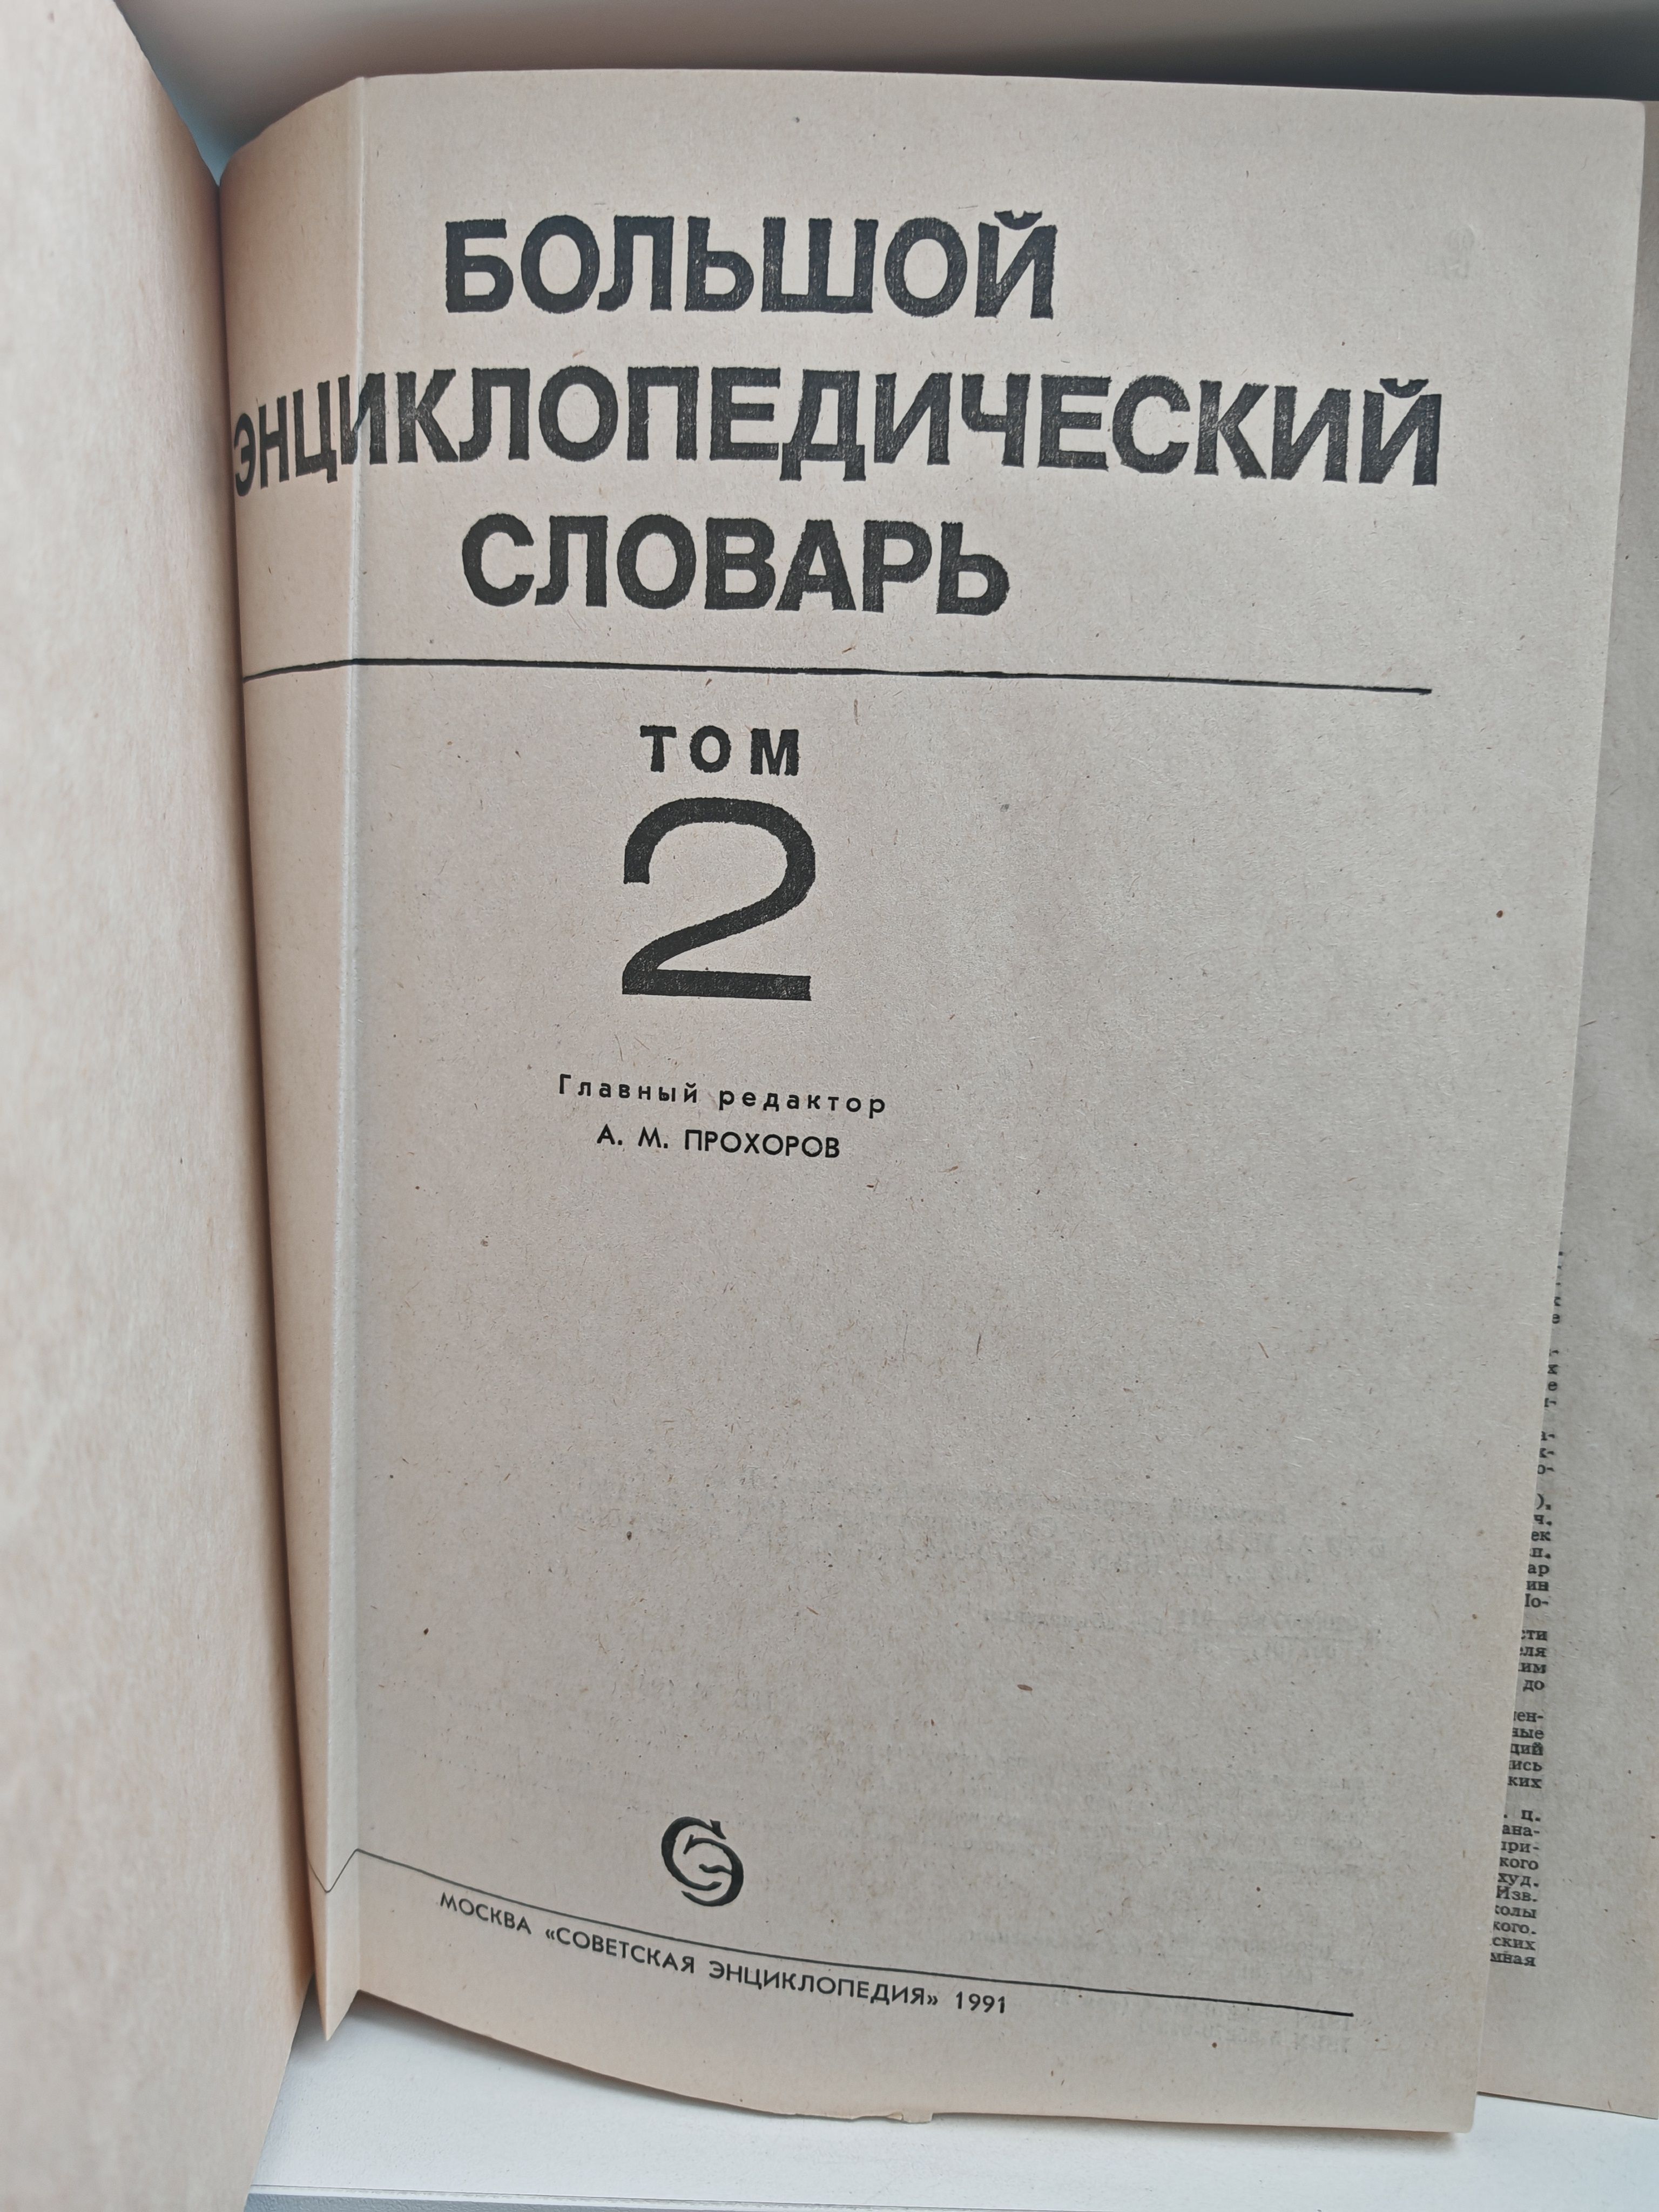 БОЛЬШОЙ
ЭНЦИКЛОПЕДИЧЕСКИЙ
СЛОВАРЬ
ТОМ
2
Главный редактор
А. М. ПРОХОРОВ
МОСКВА «СОВЕТСКАЯ ЭНЦИКЛОПЕДИЯ» 1991